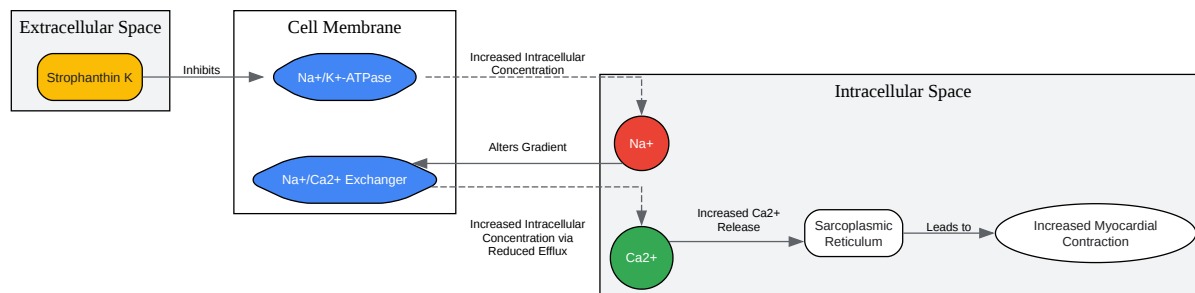 Extracellular Space
Strophanthin K
Inhibits
Cell Membrane
Na+/K+-ATPase
Na+/Ca2+ Exchanger
Increased Intracellular
Concentration
Alters Gradient
Increased Intracellular
Concentration via
Reduced Efflux
Intracellular Space
Na+
Ca2+
Increased Ca2+
Release
Sarcoplasmic
Reticulum
Leads to
Increased Myocardial
Contraction